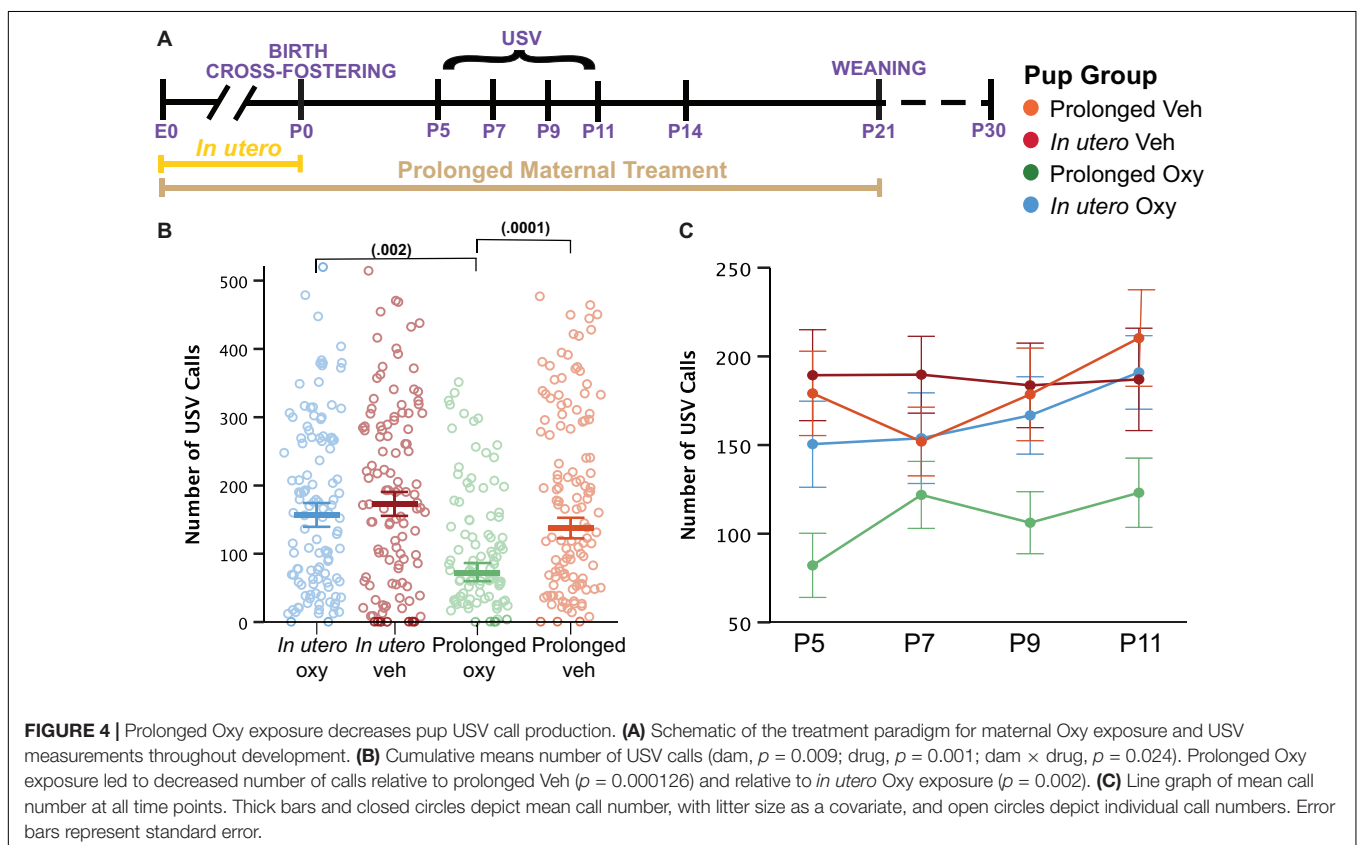 A
USV
BIRTH
CROSS-FOSTERING
WEANING
E0 P0 P5 P7 P9 P11 P14 P21 P30
In utero
Prolonged Maternal Treament
Pup Group
Prolonged Veh
In utero Veh
Prolonged Oxy
In utero Oxy
B
(.002)
(.0001)
Number of USV Calls
500
400
300
200
100
0
In utero oxy
In utero veh
Prolonged oxy
Prolonged veh
C
Number of USV Calls
250
200
150
100
50
P5 P7 P9 P11
FIGURE 4 | Prolonged Oxy exposure decreases pup USV call production. (A) Schematic of the treatment paradigm for maternal Oxy exposure and USV
measurements throughout development. (B) Cumulative means number of USV calls (dam, p = 0.009; drug, p = 0.001; dam × drug, p = 0.024). Prolonged Oxy
exposure led to decreased number of calls relative to prolonged Veh (p = 0.000126) and relative to in utero Oxy exposure (p = 0.002). (C) Line graph of mean call
number at all time points. Thick bars and closed circles depict mean call number, with litter size as a covariate, and open circles depict individual call numbers. Error
bars represent standard error.